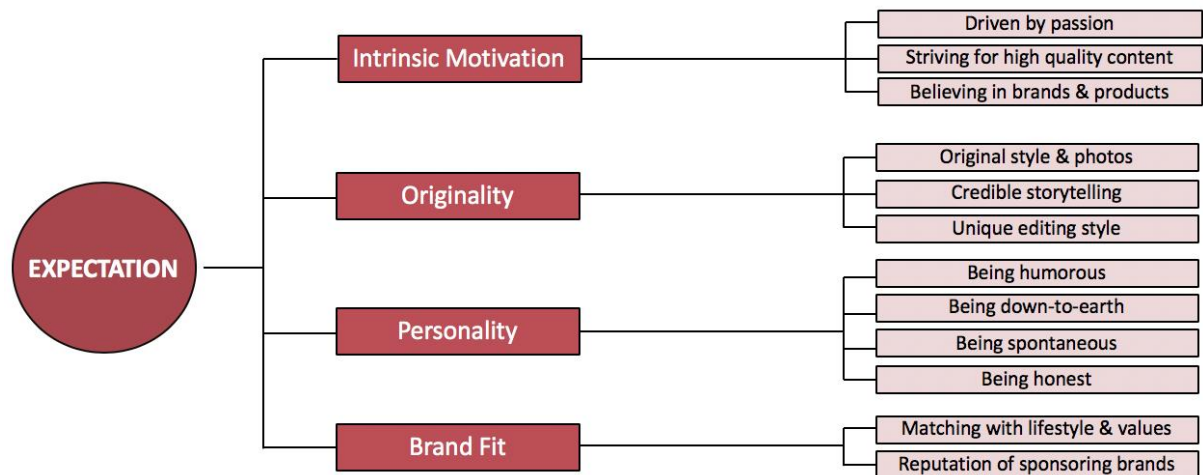 EXPECTATION
Intrinsic Motivation
Driven by passion
Striving for high quality content
Believing in brands & products
Originality
Original style & photos
Credible storytelling
Unique editing style
Personality
Being humorous
Being down-to-earth
Being spontaneous
Being honest
Brand Fit
Matching with lifestyle & values
Reputation of sponsoring brands